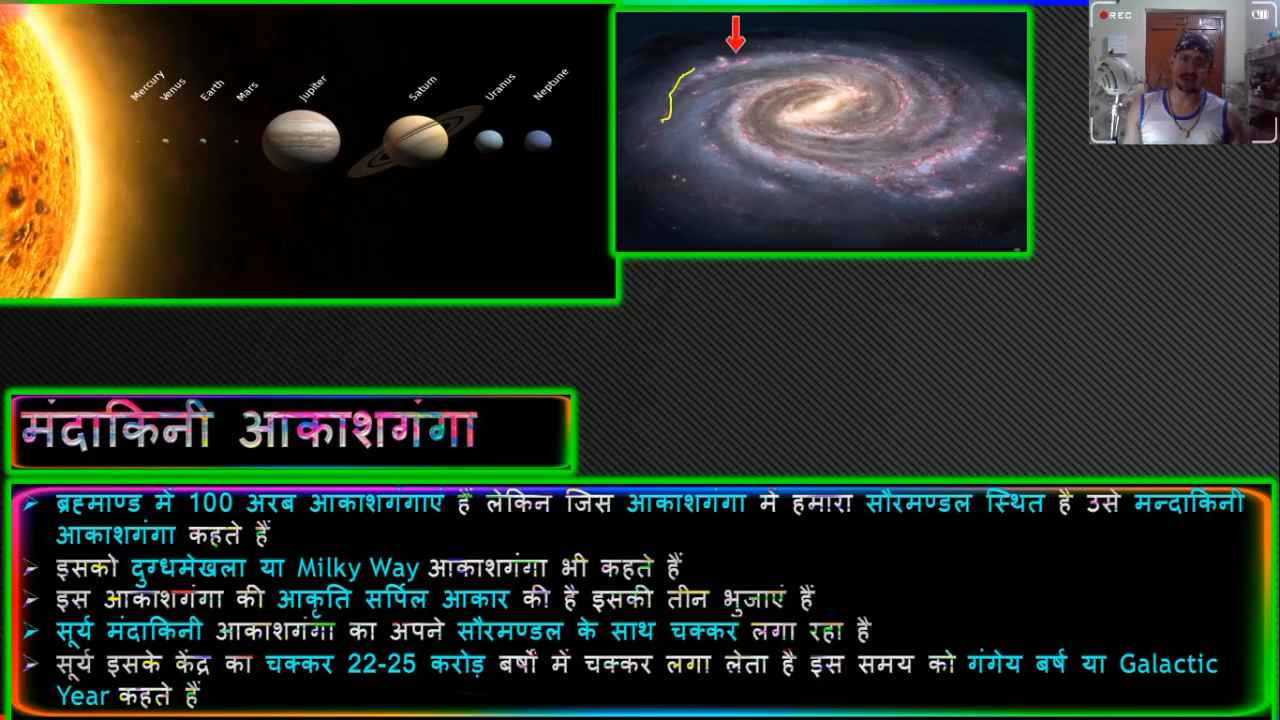 Mercury
Venus
Earth
Mars
Jupiter
Saturn
Uranus
Neptune
REC
मंदाकिनी आकाशगंगा
ब्रह्माण्ड में 100 अरब आकाशगंगाएं हैं लेकिन जिस आकाशगंगा में हमारा सौरमण्डल स्थित है उसे मन्दाकिनी
आकाशगंगा कहते हैं
इसको दुग्धमेखला या Milky Way आकाशगंगा भी कहते हैं
इस आकाशगंगा की आकृति सर्पिल आकार की है इसकी तीन भुजाएं हैं
सूर्य मंदाकिनी आकाशगंगा का अपने सौरमण्डल के साथ चक्कर लगा रहा है
सूर्य इसके केंद्र का चक्कर 22-25 करोड़ बर्षों में चक्कर लगा लेता है इस समय को गंगेय बर्ष या Galactic
Year कहते हैं